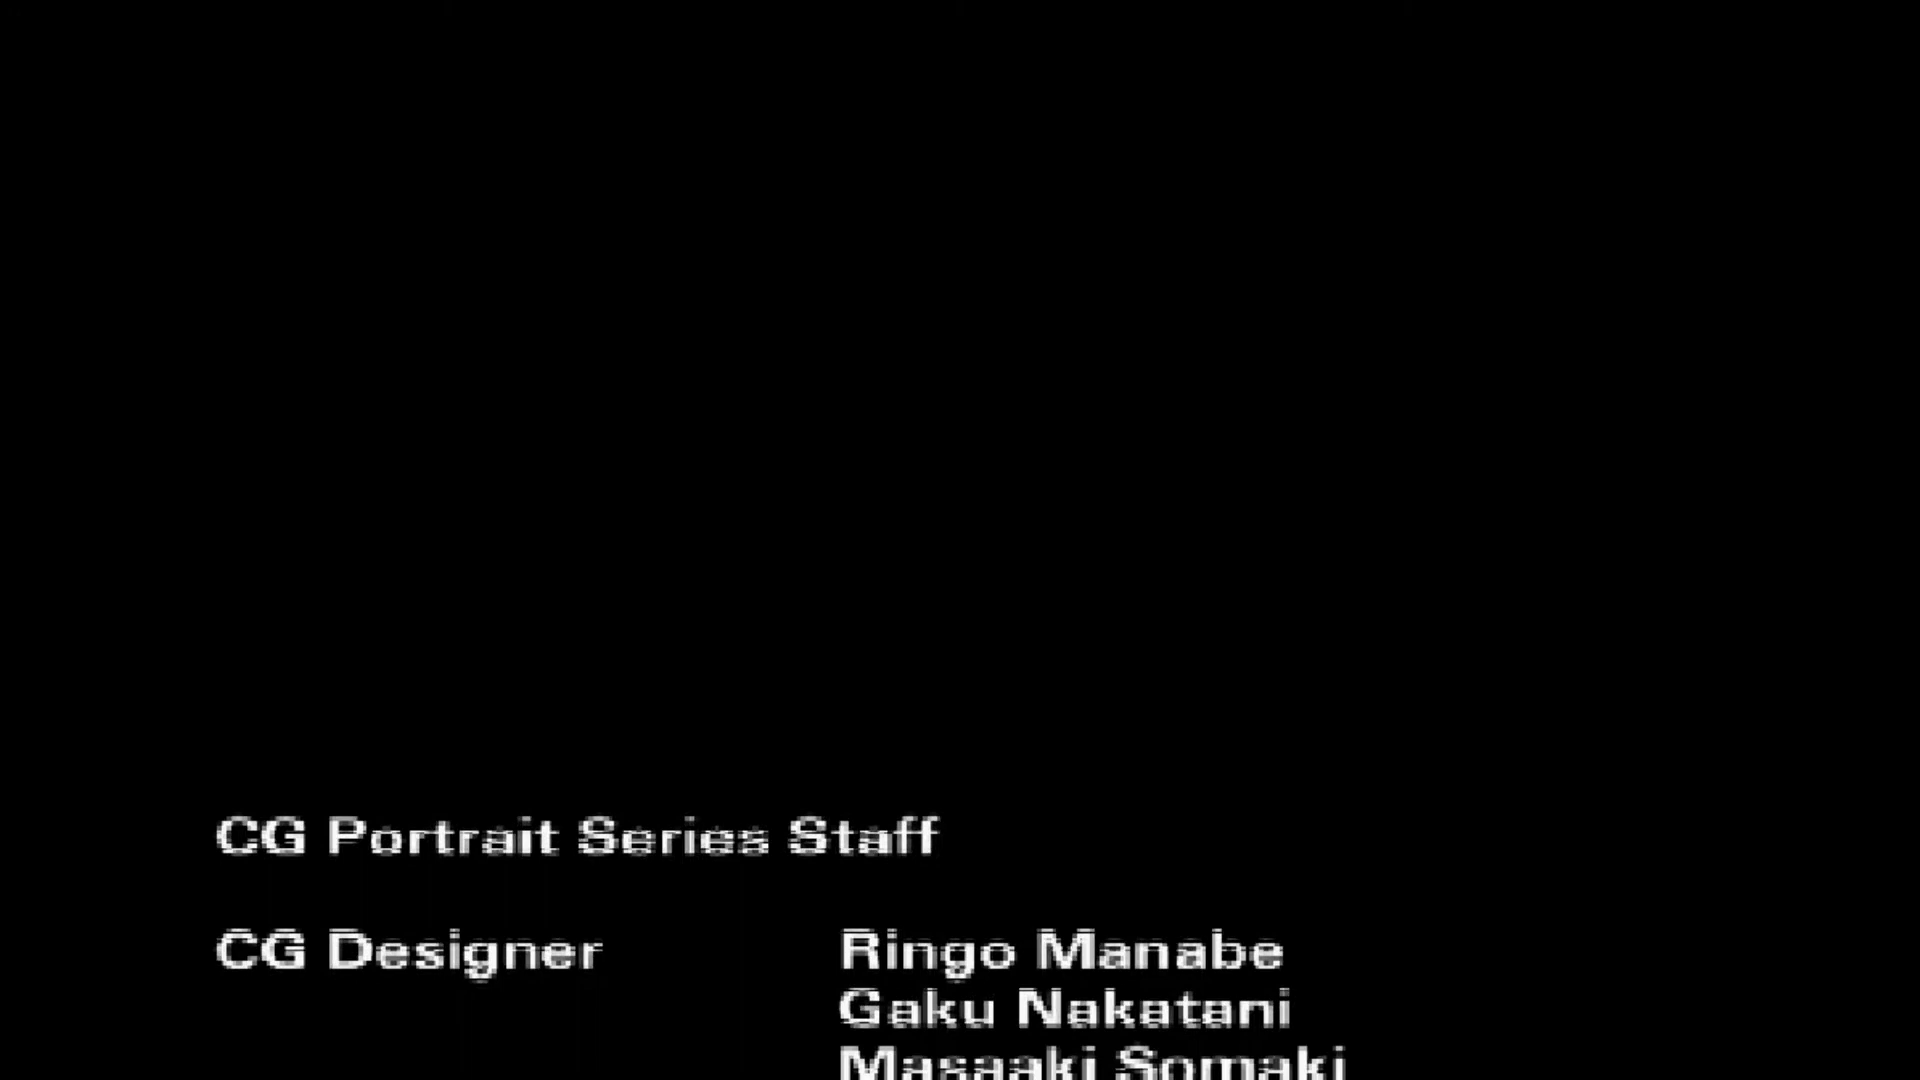 CG Portrait Series Staff
CG Designer Ringo Manabe
Gaku Nakatani
Masaaki Somaki